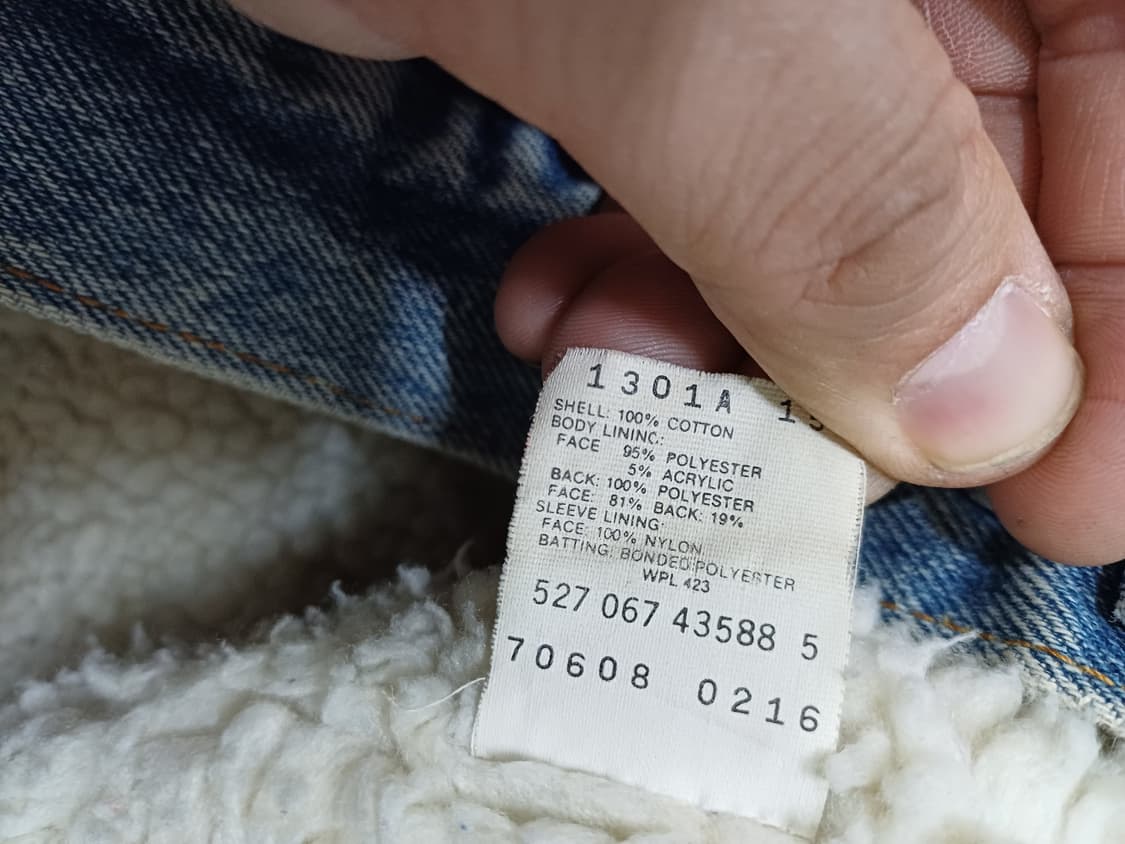 1301A 15
SHELL: 100% COTTON
BODY LINING:
FACE 95% POLYESTER
5% ACRYLIC
BACK: 100% POLYESTER
FACE: 81% BACK: 19%
SLEEVE LINING:
FACE: 100% NYLON
BATTING: BONDED POLYESTER
WPL 423
527 067 43588 5
70608 0216